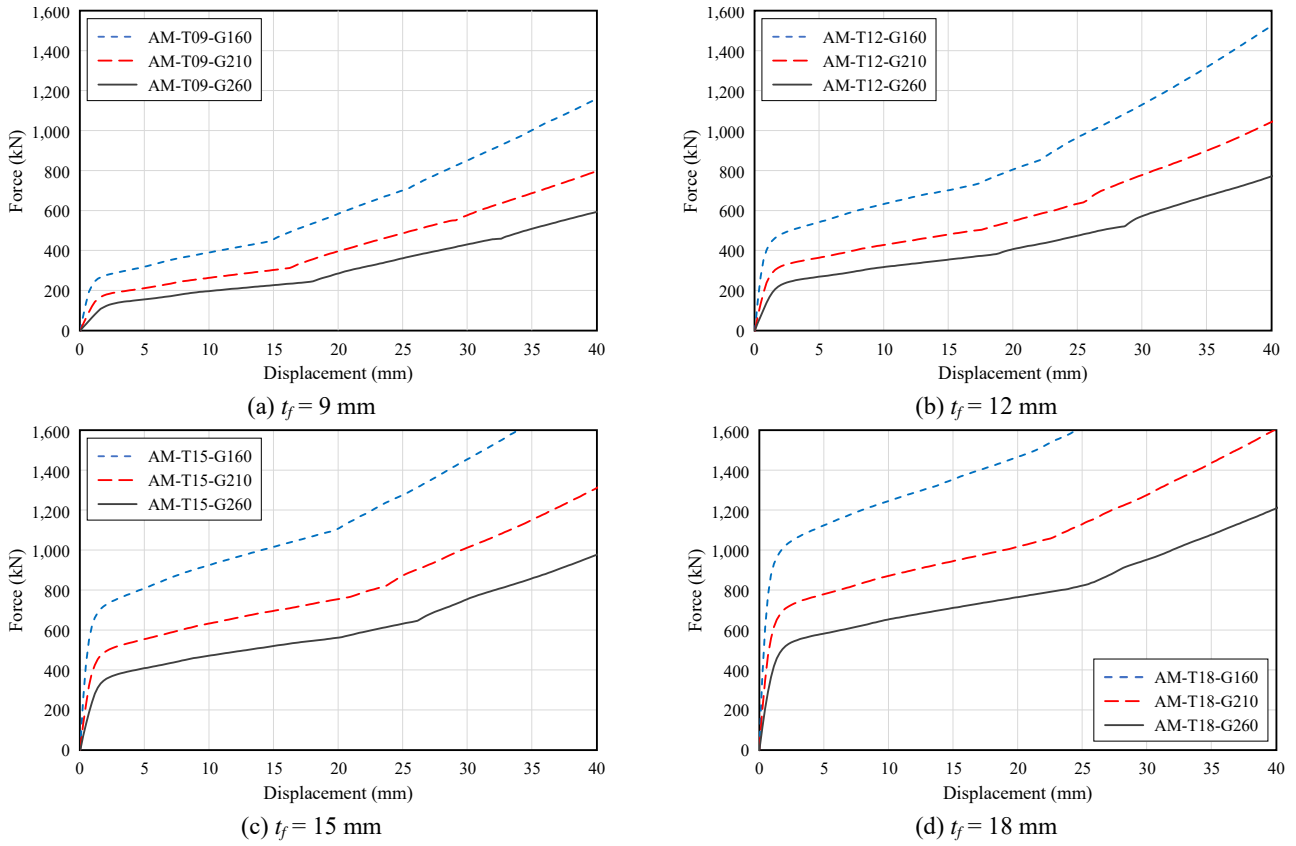 1,600
1,400
1,200
1,000
800
600
400
200
0
Force (kN)
AM-T09-G160
AM-T09-G210
AM-T09-G260
0 5 10 15 20 25 30 35 40
Displacement (mm)
(a) t_f = 9 mm
1,600
1,400
1,200
1,000
800
600
400
200
0
Force (kN)
AM-T12-G160
AM-T12-G210
AM-T12-G260
0 5 10 15 20 25 30 35 40
Displacement (mm)
(b) t_f = 12 mm
1,600
1,400
1,200
1,000
800
600
400
200
0
Force (kN)
AM-T15-G160
AM-T15-G210
AM-T15-G260
0 5 10 15 20 25 30 35 40
Displacement (mm)
(c) t_f = 15 mm
1,600
1,400
1,200
1,000
800
600
400
200
0
Force (kN)
AM-T18-G160
AM-T18-G210
AM-T18-G260
0 5 10 15 20 25 30 35 40
Displacement (mm)
(d) t_f = 18 mm